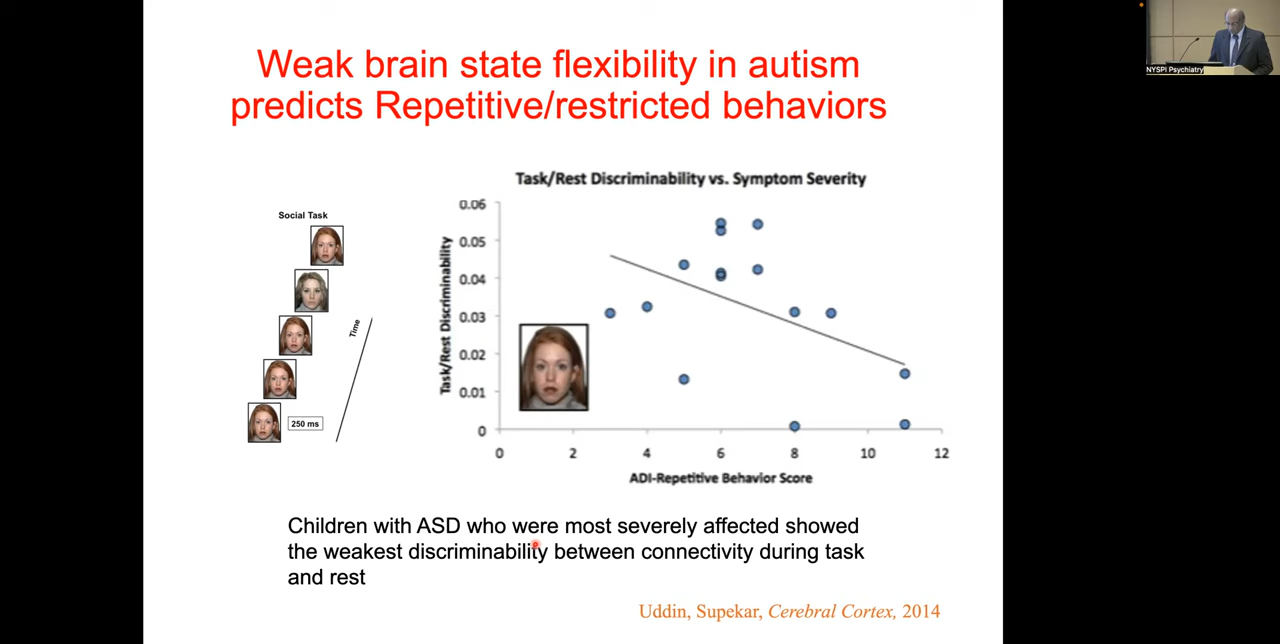 Weak brain state flexibility in autism
predicts Repetitive/restricted behaviors
NYSPI Psychiatry
Social Task
Time
250 ms
Task/Rest Discriminability vs. Symptom Severity
Task/Rest Discriminability
0.06
0.05
0.04
0.03
0.02
0.01
0
0 2 4 6 8 10 12
ADI-Repetitive Behavior Score
Children with ASD who were most severely affected showed
the weakest discriminability between connectivity during task
and rest
Uddin, Supekar, Cerebral Cortex, 2014